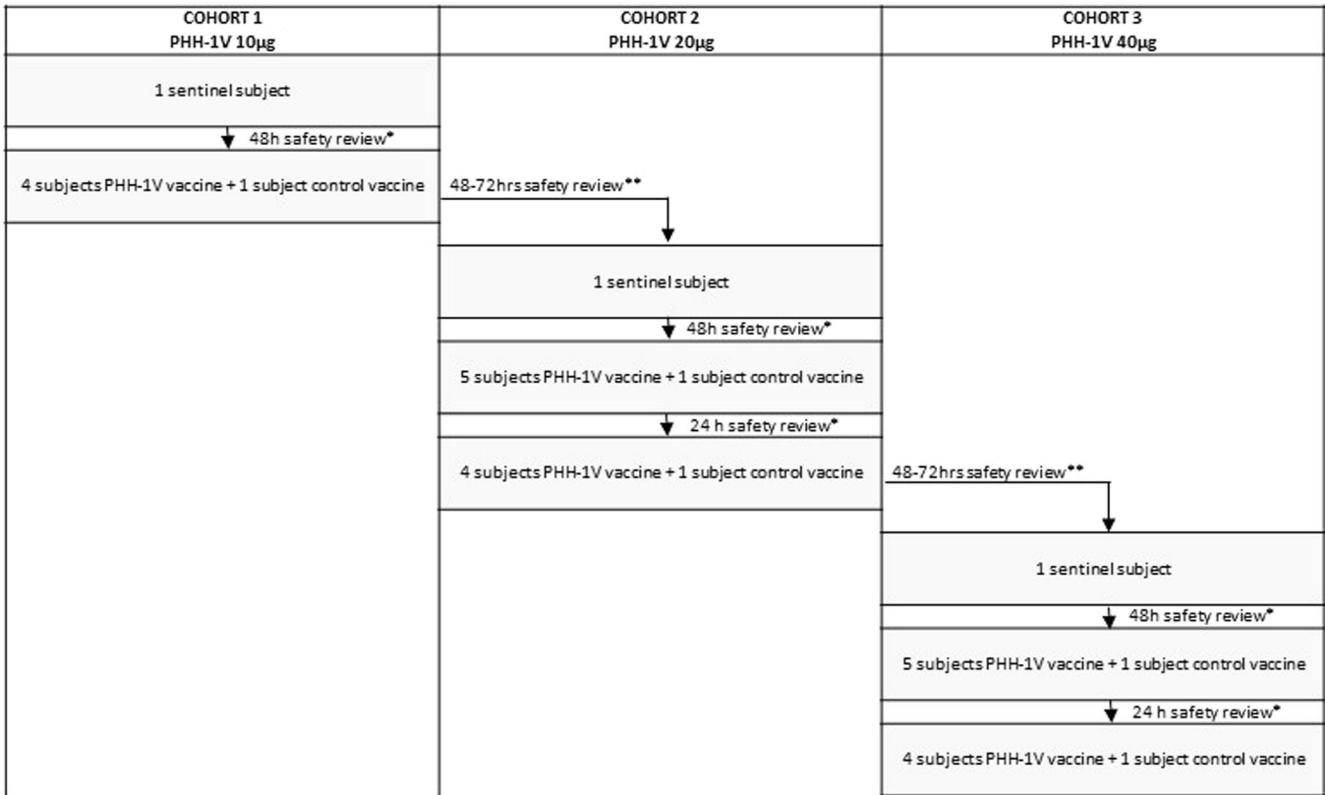 COHORT 1
PHH-1V 10µg
COHORT 2
PHH-1V 20µg
COHORT 3
PHH-1V 40µg
1 sentinel subject
48h safety review*
4 subjects PHH-1V vaccine + 1 subject control vaccine
48-72hrs safety review**
1 sentinel subject
48h safety review*
5 subjects PHH-1V vaccine + 1 subject control vaccine
24 h safety review*
4 subjects PHH-1V vaccine + 1 subject control vaccine
48-72hrs safety review**
1 sentinel subject
48h safety review*
5 subjects PHH-1V vaccine + 1 subject control vaccine
24 h safety review*
4 subjects PHH-1V vaccine + 1 subject control vaccine